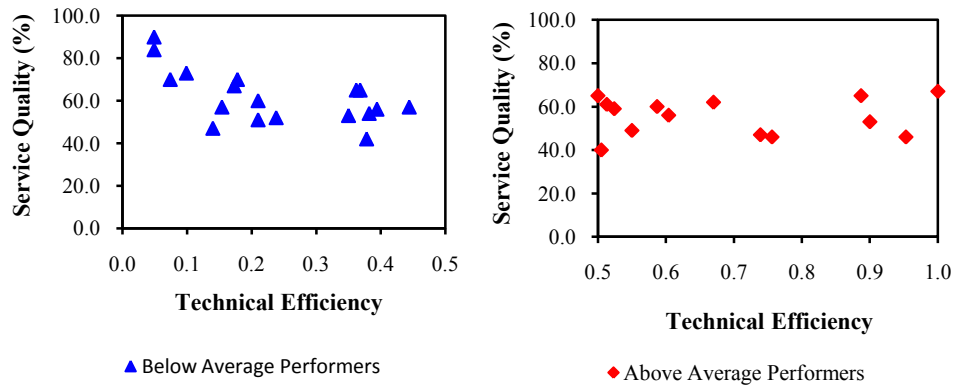 Service Quality (%)
100.0
80.0
60.0
40.0
20.0
0.0
0.0 0.1 0.2 0.3 0.4 0.5
Technical Efficiency
Below Average Performers
Service Quality (%)
100.0
80.0
60.0
40.0
20.0
0.0
0.5 0.6 0.7 0.8 0.9 1.0
Technical Efficiency
Above Average Performers